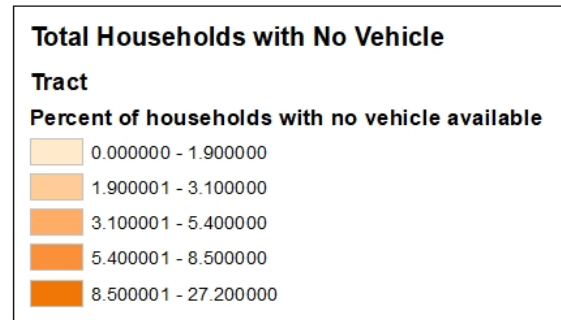 Total Households with No Vehicle
Tract
Percent of households with no vehicle available
0.000000 - 1.900000
1.900001 - 3.100000
3.100001 - 5.400000
5.400001 - 8.500000
8.500001 - 27.200000